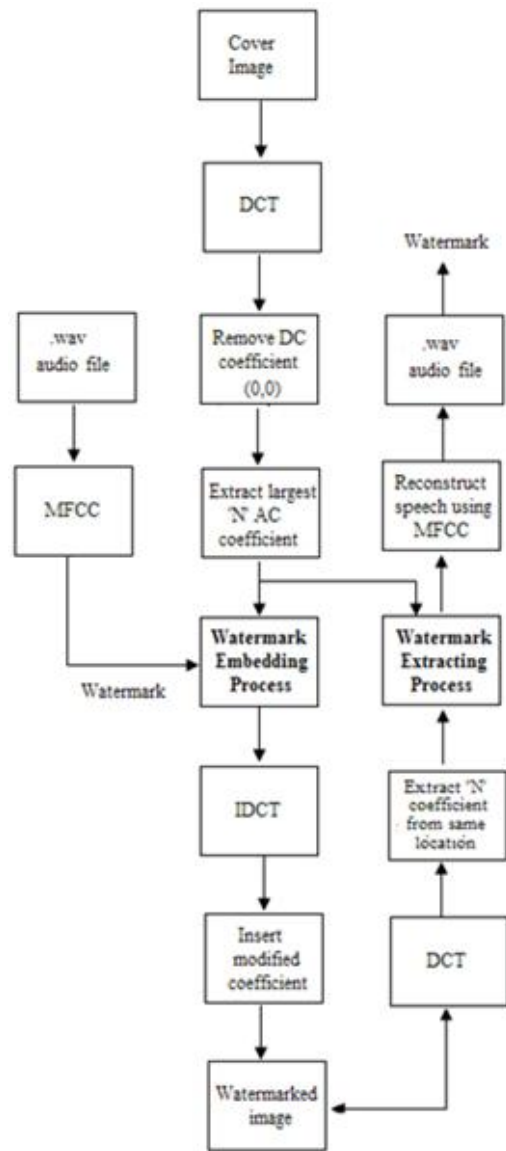 Cover
Image
DCT
Watermark
.wav
audio file
Remove DC
coefficient
(0,0)
.wav
audio file
MFCC
Extract largest
'N' AC
coefficient
Reconstruct
speech using
MFCC
Watermark
Embedding
Process
Watermark
Extracting
Process
Watermark
IDCT
Extract 'N'
coefficient
from same
location
Insert
modified
coefficient
DCT
Watermarked
image